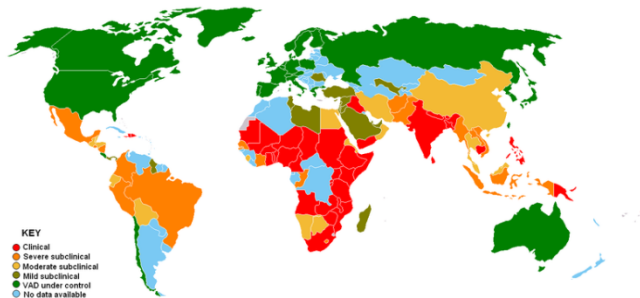 KEY
Clinical
Severe subclinical
Moderate subclinical
Mild subclinical
VAD under control
No data available